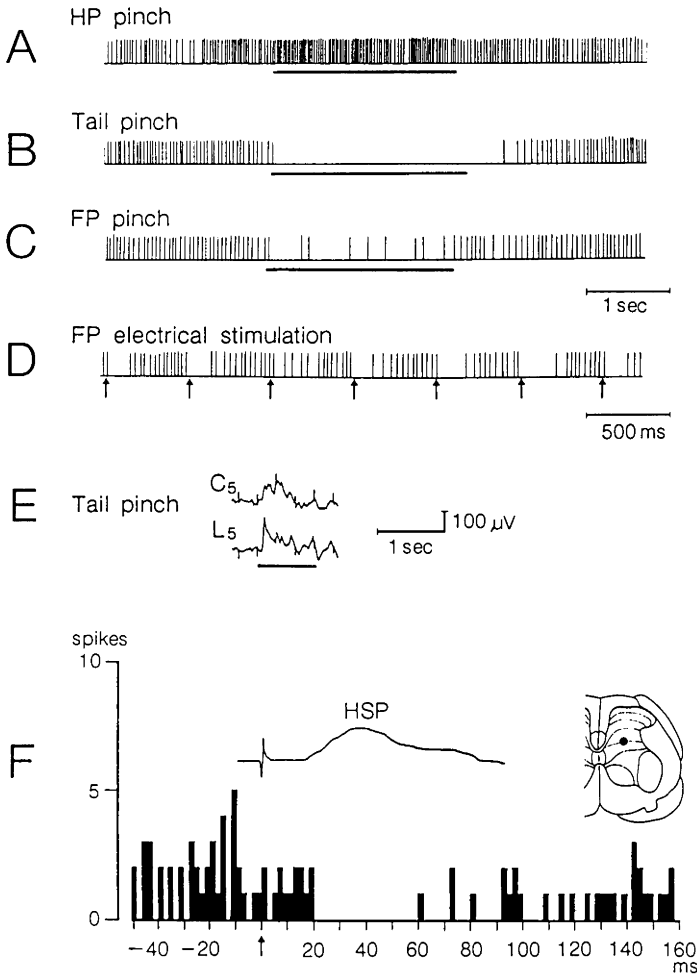 A
HP pinch
B
Tail pinch
C
FP pinch
1 sec
D
FP electrical stimulation
500 ms
E
Tail pinch
C5
L5
1 sec
100 μV
F
spikes
10
5
0
HSP
−40 −20 20 40 60 80 100 120 140 160
ms